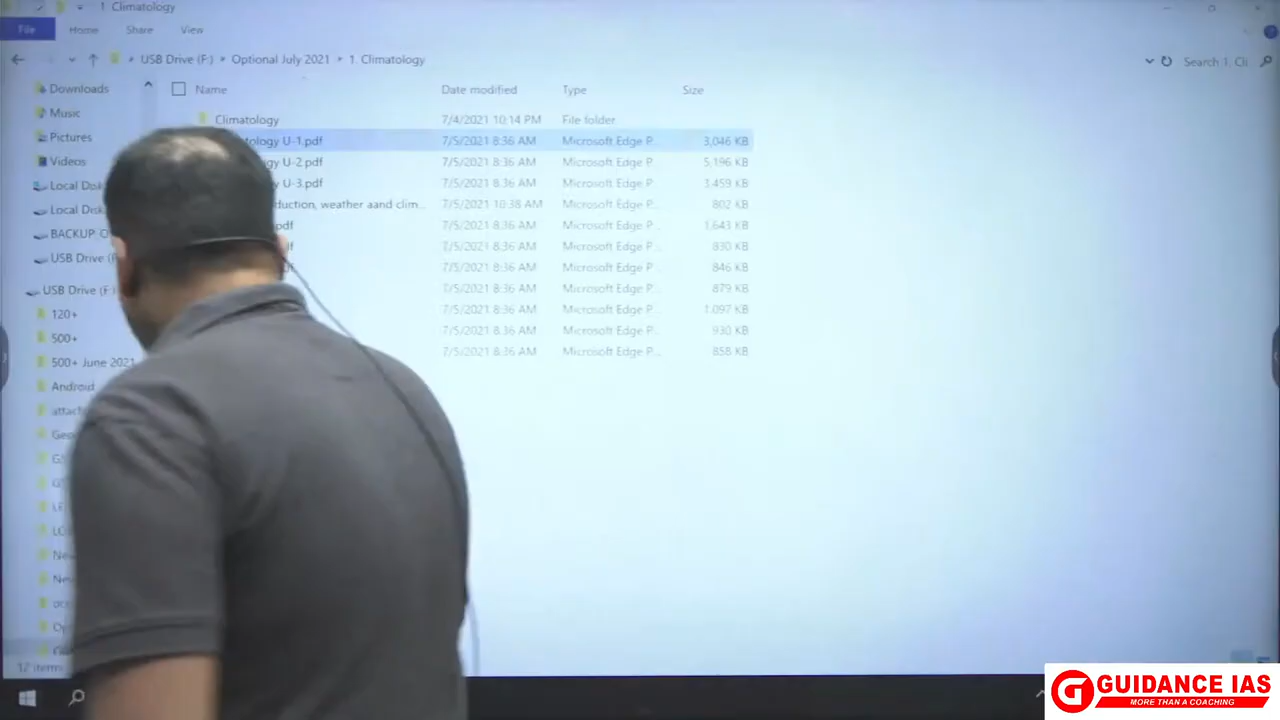 1. Climatology
File Home Share View
USB Drive (F:) Optional July 2021 1. Climatology
Search 1. Cli
Name Date modified Type Size
Climatology 7/4/2021 10:14 PM File folder
tology U-1.pdf 7/5/2021 8:36 AM Microsoft Edge P... 3,046 KB
gy U-2.pdf 7/5/2021 8:36 AM Microsoft Edge P... 5,196 KB
y U-3.pdf 7/5/2021 8:36 AM Microsoft Edge P... 3,459 KB
duction, weather aand clim... 7/5/2021 10:38 AM Microsoft Edge P... 802 KB
pdf 7/5/2021 8:36 AM Microsoft Edge P... 1,643 KB
7/5/2021 8:36 AM Microsoft Edge P... 830 KB
7/5/2021 8:36 AM Microsoft Edge P... 846 KB
7/5/2021 8:36 AM Microsoft Edge P... 879 KB
7/5/2021 8:36 AM Microsoft Edge P... 1,097 KB
7/5/2021 8:36 AM Microsoft Edge P... 930 KB
7/5/2021 8:36 AM Microsoft Edge P... 858 KB
Downloads
Music
Pictures
Videos
Local Disk
Local Disk
BACKUP
USB Drive
USB Drive (F:)
120+
500+
500+ June 2021
Android
attach
Geo
New
New
12 items
GUIDANCE IAS
MORE THAN A COACHING